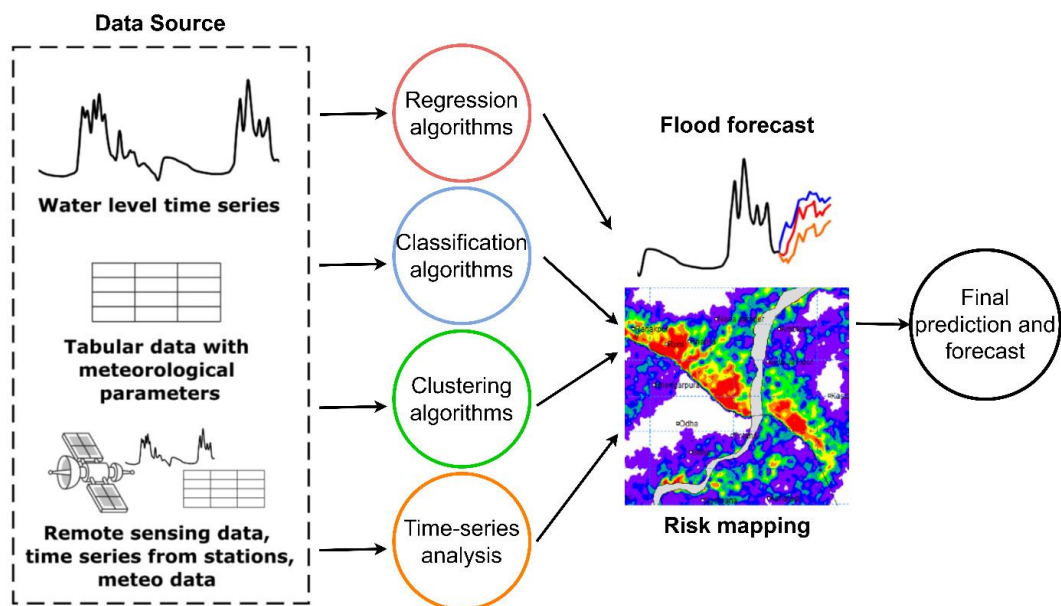 Data Source
Water level time series
Tabular data with
meteorological
parameters
Remote sensing data,
time series from stations,
meteo data
Regression
algorithms
Classification
algorithms
Clustering
algorithms
Time-series
analysis
Flood forecast
Odha
Risk mapping
Final
prediction and
forecast